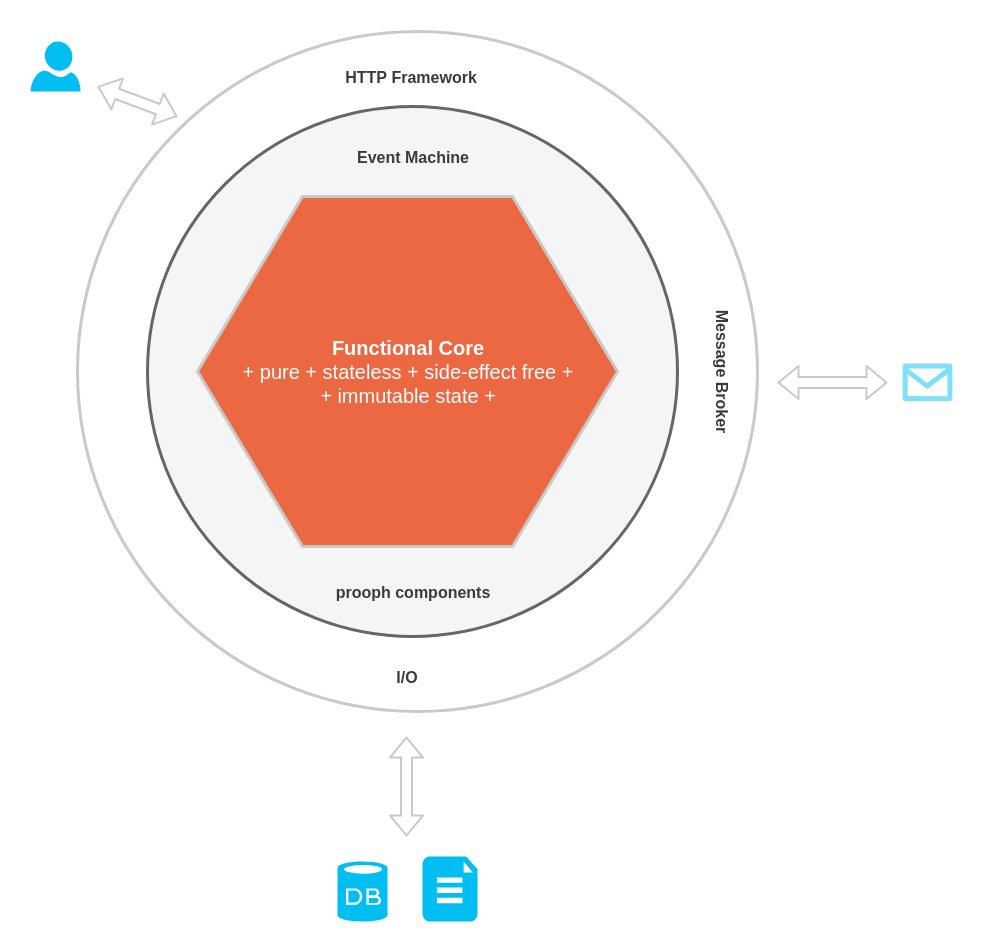 HTTP Framework
Event Machine
Functional Core
+ pure + stateless + side-effect free +
+ immutable state +
Message Broker
prooph components
I/O
DB